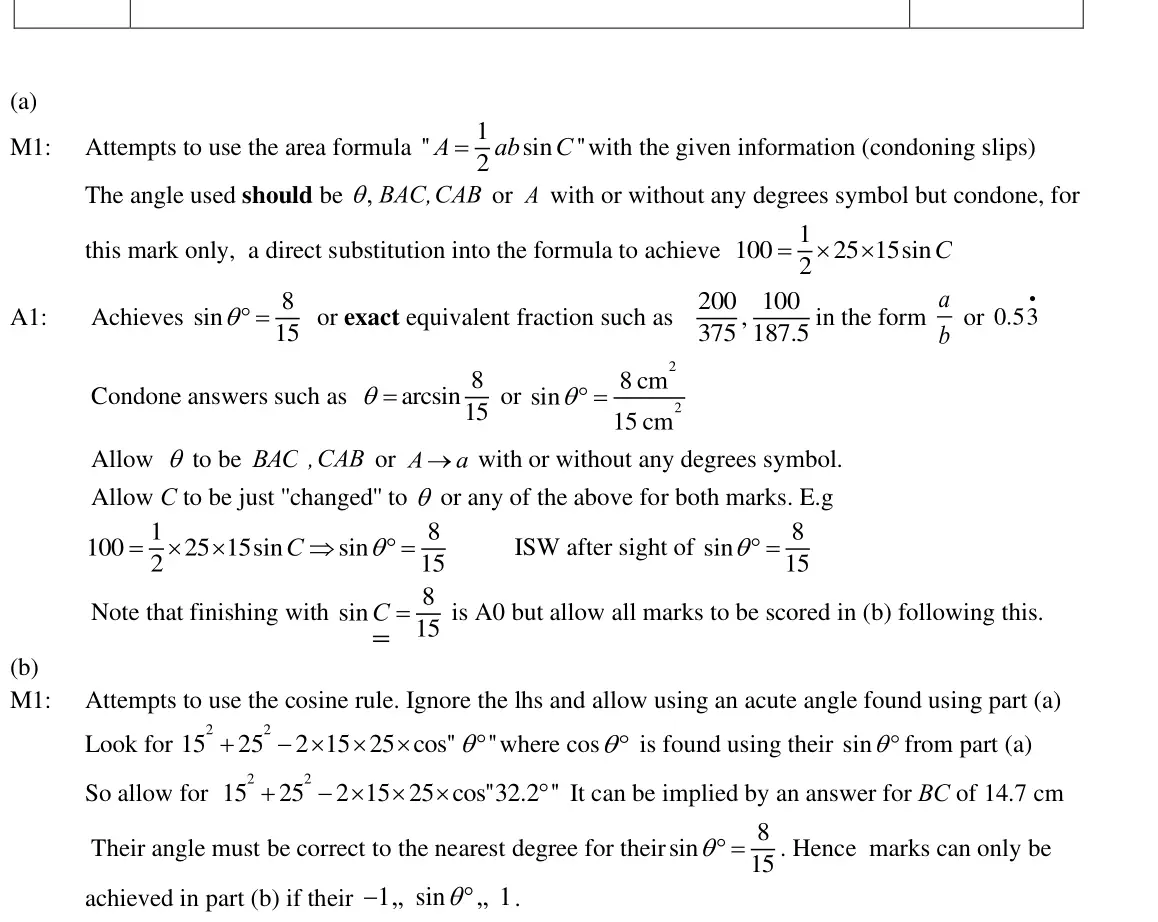 (a)
M1: Attempts to use the area formula "A = 1/2 ab sin C" with the given information (condoning slips)
The angle used should be θ, BAC, CAB or A with or without any degrees symbol but condone, for
this mark only, a direct substitution into the formula to achieve 100 = 1/2 × 25 × 15 sin C
A1: Achieves sin θ° = 8/15 or exact equivalent fraction such as 200/375, 100/187.5 in the form a/b or 0.53̇
Condone answers such as θ = arcsin 8/15 or sin θ° = 8 cm²/15 cm²
Allow θ to be BAC , CAB or A → a with or without any degrees symbol.
Allow C to be just "changed" to θ or any of the above for both marks. E.g
100 = 1/2 × 25 × 15 sin C ⇒ sin θ° = 8/15 ISW after sight of sin θ° = 8/15
Note that finishing with sin C = 8/15 is A0 but allow all marks to be scored in (b) following this.
(b)
M1: Attempts to use the cosine rule. Ignore the lhs and allow using an acute angle found using part (a)
Look for 15² + 25² − 2 × 15 × 25 × cos" θ° " where cos θ° is found using their sin θ° from part (a)
So allow for 15² + 25² − 2 × 15 × 25 × cos"32.2° " It can be implied by an answer for BC of 14.7 cm
Their angle must be correct to the nearest degree for their sin θ° = 8/15 . Hence marks can only be
achieved in part (b) if their −1 ,, sin θ° ,, 1 .